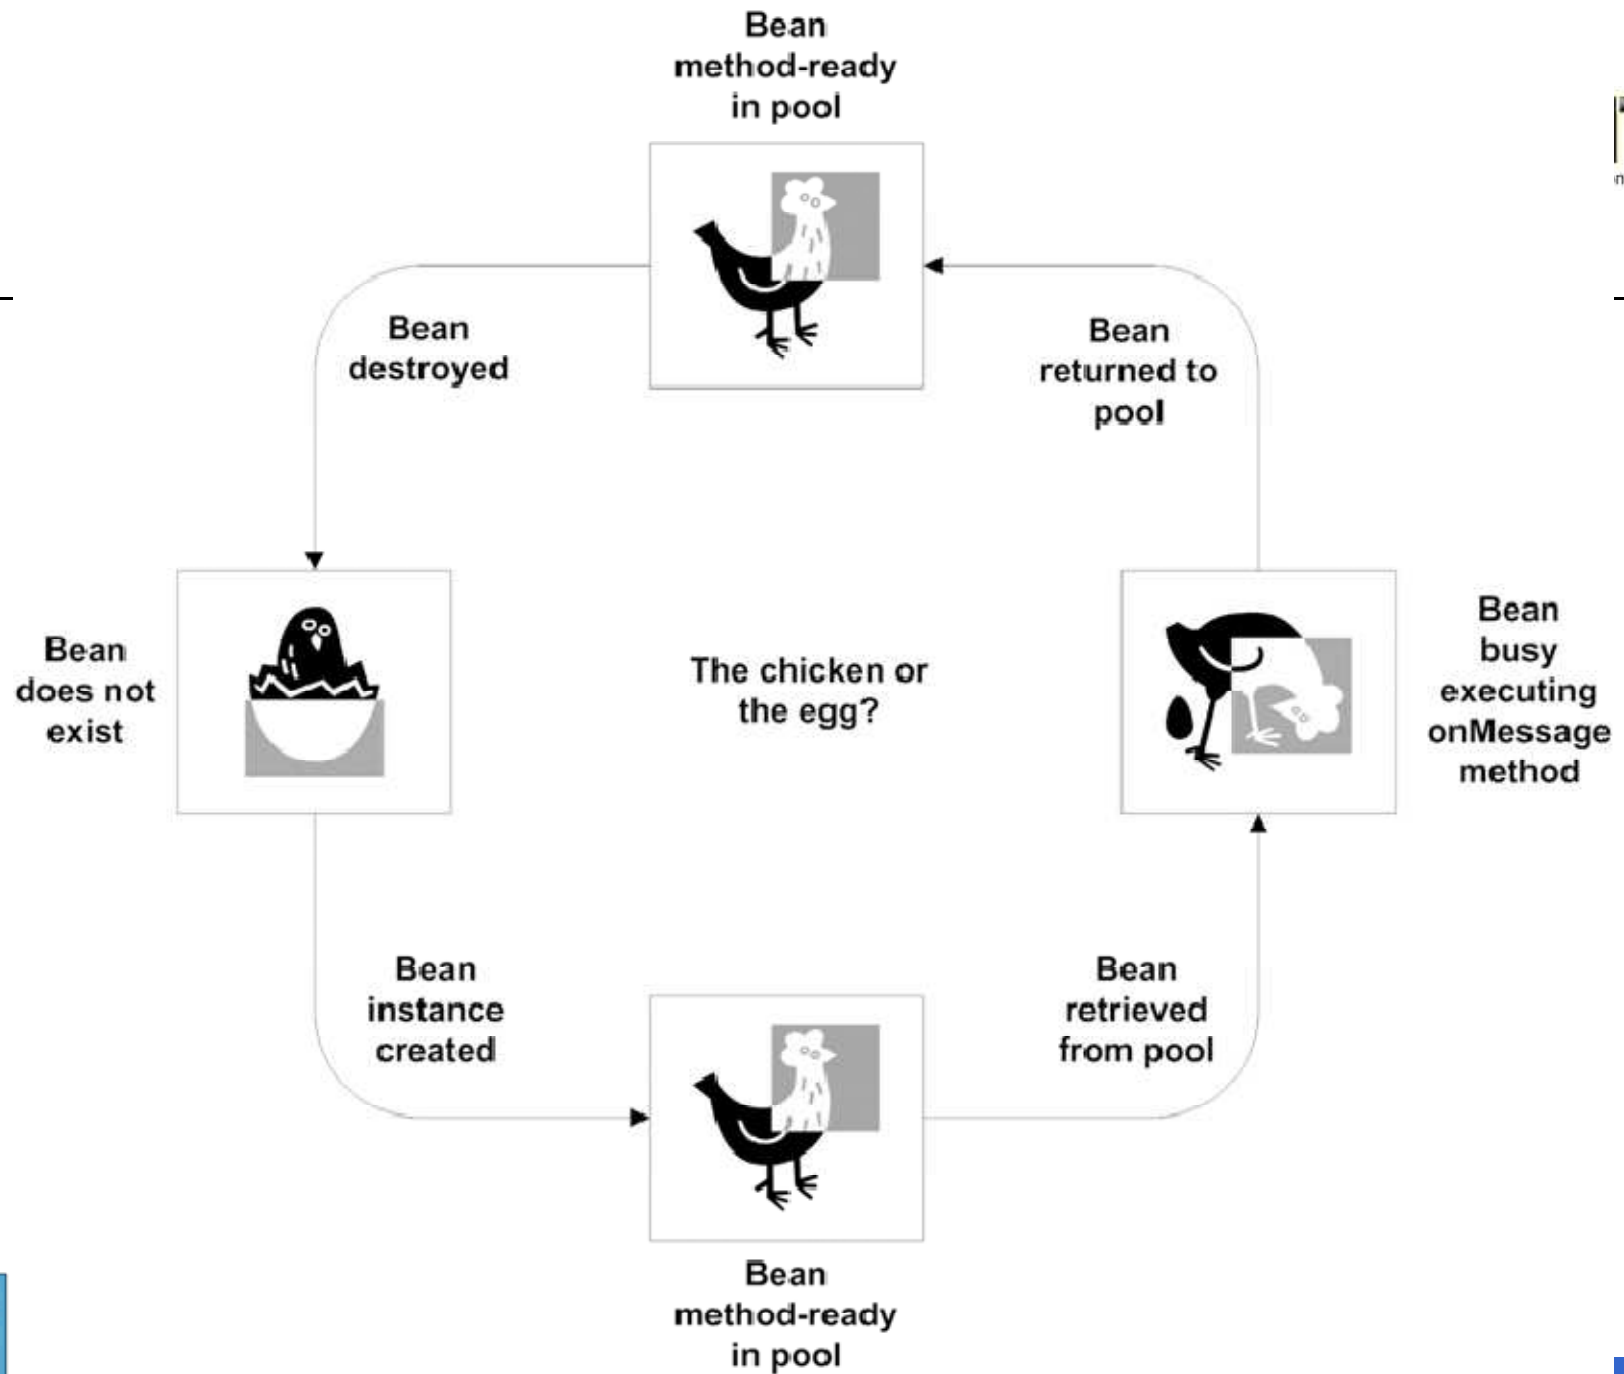 Bean
method-ready
in pool
Bean
destroyed
Bean
returned to
pool
Bean
does not
exist
The chicken or
the egg?
Bean
busy
executing
onMessage
method
Bean
instance
created
Bean
retrieved
from pool
Bean
method-ready
in pool